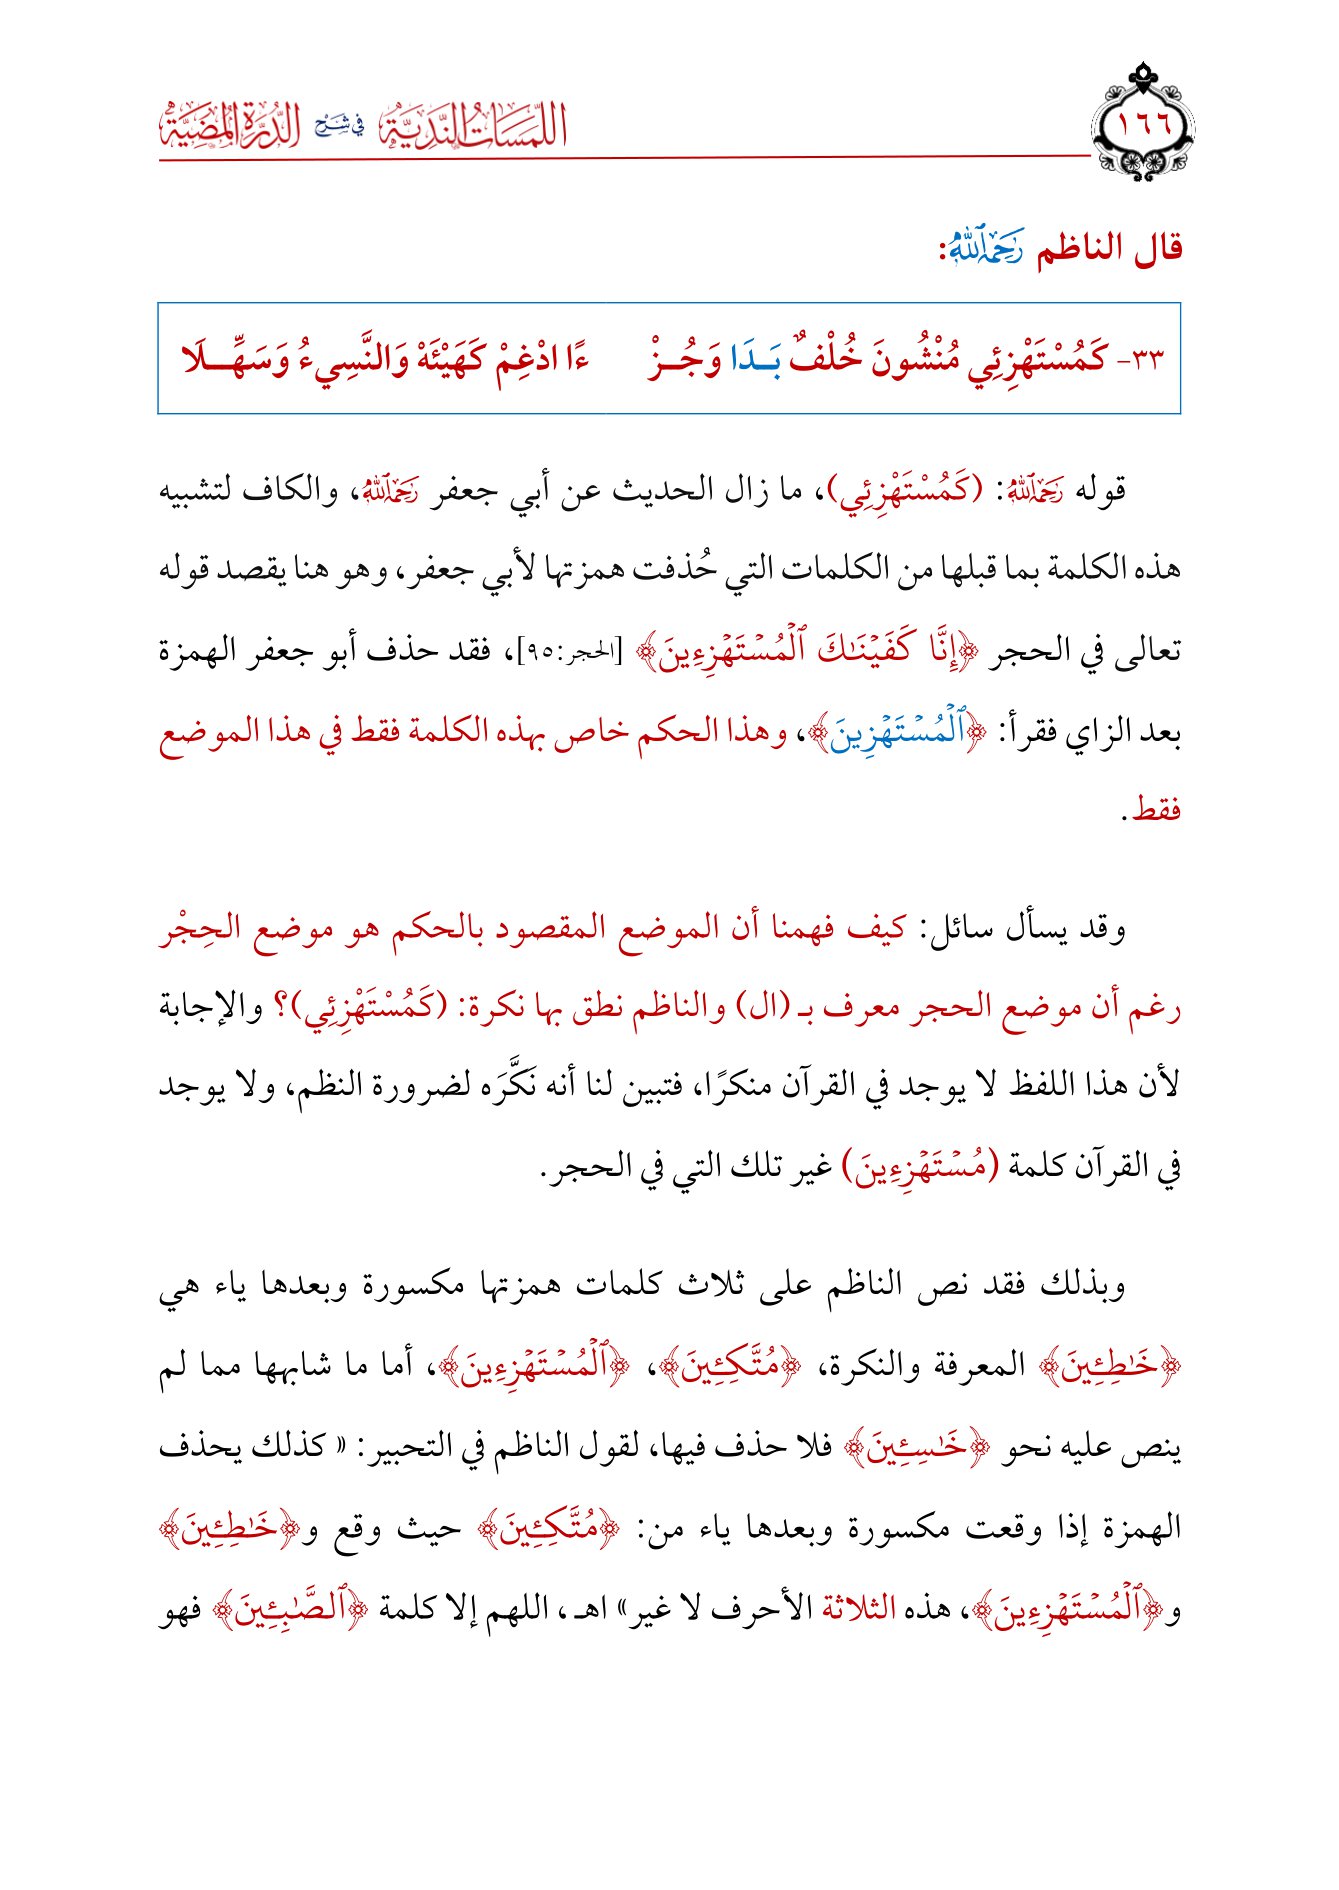 اللمسات الندية في شرح الدرة المضية
١٦٦
قال الناظم رحمه الله:
٣٣- كَمُسْتَهْزِئِي مُنْشُونَ خُلْفٌ بَـدَا وَجُـزْ ءًا ادْغِمْ كَهَيْئَهْ وَالنَّسِيءُ وَسَهِّـلَا
قوله رحمه الله: (كَمُسْتَهْزِئِي)، ما زال الحديث عن أبي جعفر رحمه الله، والكاف لتشبيه
هذه الكلمة بما قبلها من الكلمات التي حُذفت همزتها لأبي جعفر، وهو هنا يقصد قوله
تعالى في الحجر ﴿إِنَّا كَفَيۡنَٰكَ ٱلۡمُسۡتَهۡزِءِينَ﴾ [الحجر:٩٥]، فقد حذف أبو جعفر الهمزة
بعد الزاي فقرأ: ﴿ٱلۡمُسۡتَهۡزِينَ﴾، وهذا الحكم خاص بهذه الكلمة فقط في هذا الموضع
فقط.
وقد يسأل سائل: كيف فهمنا أن الموضع المقصود بالحكم هو موضع الحِجْر
رغم أن موضع الحجر معرف بـ (ال) والناظم نطق بها نكرة: (كَمُسْتَهْزِئِي)؟ والإجابة
لأن هذا اللفظ لا يوجد في القرآن منكرًا، فتبين لنا أنه نَكَّرَه لضرورة النظم، ولا يوجد
في القرآن كلمة (مُسۡتَهۡزِءِينَ) غير تلك التي في الحجر.
وبذلك فقد نص الناظم على ثلاث كلمات همزتها مكسورة وبعدها ياء هي
﴿خَٰطِـِٔينَ﴾ المعرفة والنكرة، ﴿مُتَّكِـِٔينَ﴾، ﴿ٱلۡمُسۡتَهۡزِءِينَ﴾، أما ما شابهها مما لم
ينص عليه نحو ﴿خَٰسِـِٔينَ﴾ فلا حذف فيها، لقول الناظم في التحبير: « كذلك يحذف
الهمزة إذا وقعت مكسورة وبعدها ياء من: ﴿مُتَّكِـِٔينَ﴾ حيث وقع و﴿خَٰطِـِٔينَ﴾
و﴿ٱلۡمُسۡتَهۡزِءِينَ﴾، هذه الثلاثة الأحرف لا غير» اهـ، اللهم إلا كلمة ﴿ٱلصَّٰبِـِٔينَ﴾ فهو